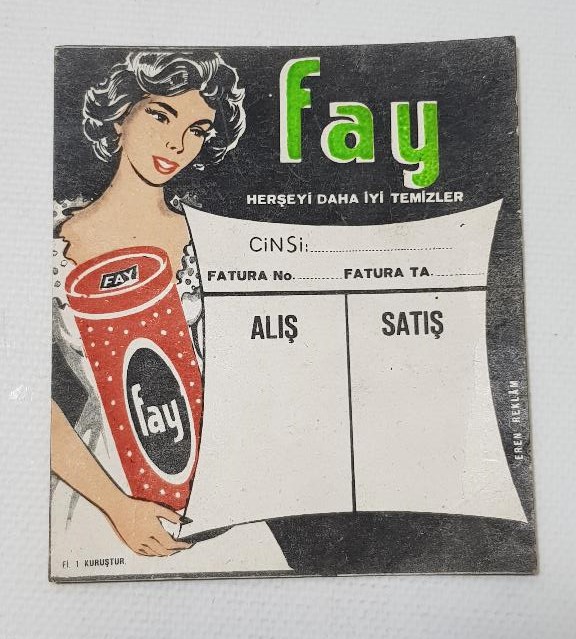 fay
HERŞEYİ DAHA İYİ TEMİZLER
CİNSİ:
FATURA No. FATURA TA.
ALIŞ SATIŞ
FAY
fay
EREN REKLÂM
Fİ. 1 KURUŞTUR.